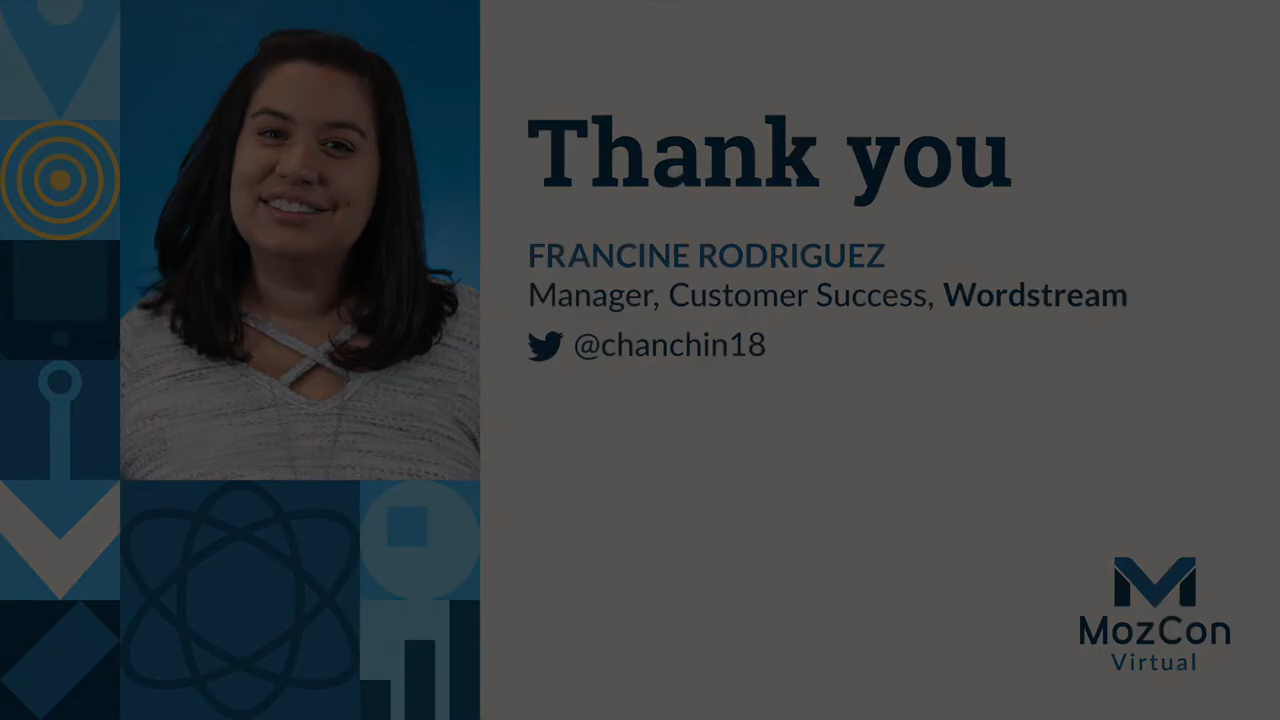 Thank you
FRANCINE RODRIGUEZ
Manager, Customer Success, Wordstream
@chanchin18
MozCon
Virtual